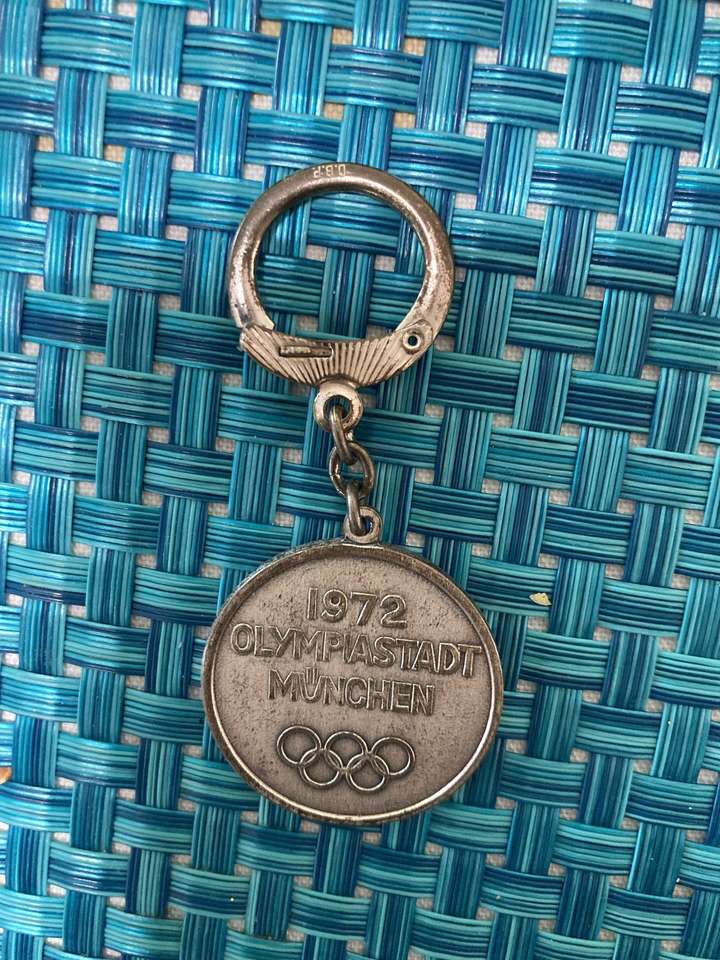 D.B.P.
1972
OLYMPIASTADT
MÜNCHEN